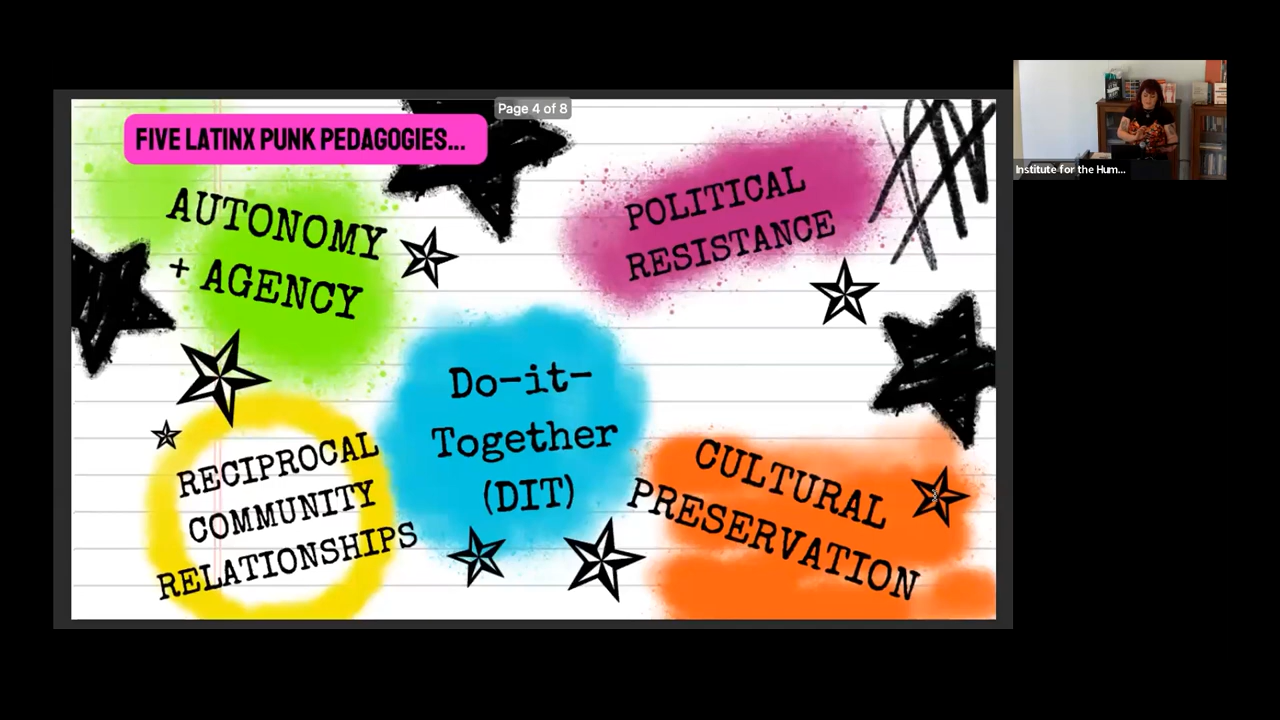 Page 4 of 8
FIVE LATINX PUNK PEDAGOGIES...
AUTONOMY
+ AGENCY
POLITICAL
RESISTANCE
Do-it-
Together
(DIT)
RECIPROCAL
COMMUNITY
RELATIONSHIPS
CULTURAL
PRESERVATION
Institute for the Hum...